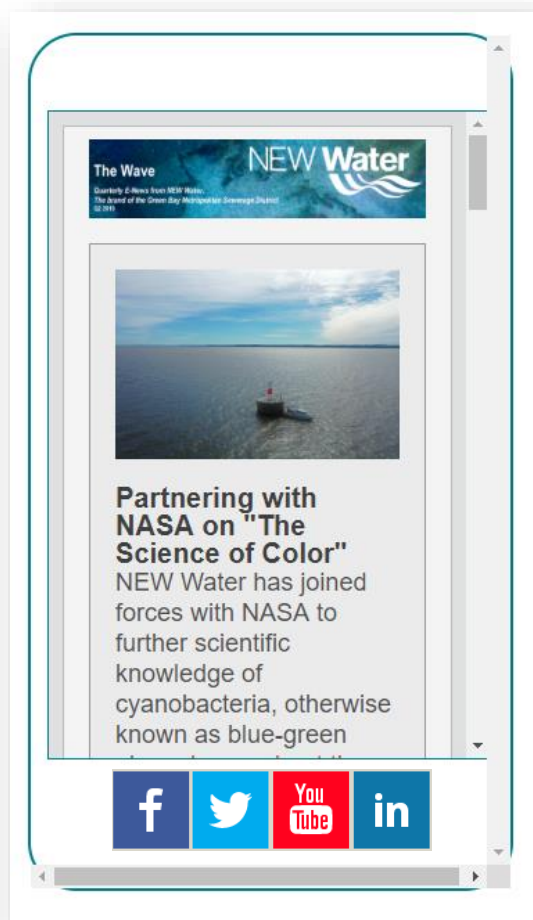 The Wave
NEW Water
Quarterly E-News from NEW Water,
The brand of the Green Bay Metropolitan Sewerage District
Q2 2019
Partnering with
NASA on "The
Science of Color"
NEW Water has joined
forces with NASA to
further scientific
knowledge of
cyanobacteria, otherwise
known as blue-green
f
You
Tube
in